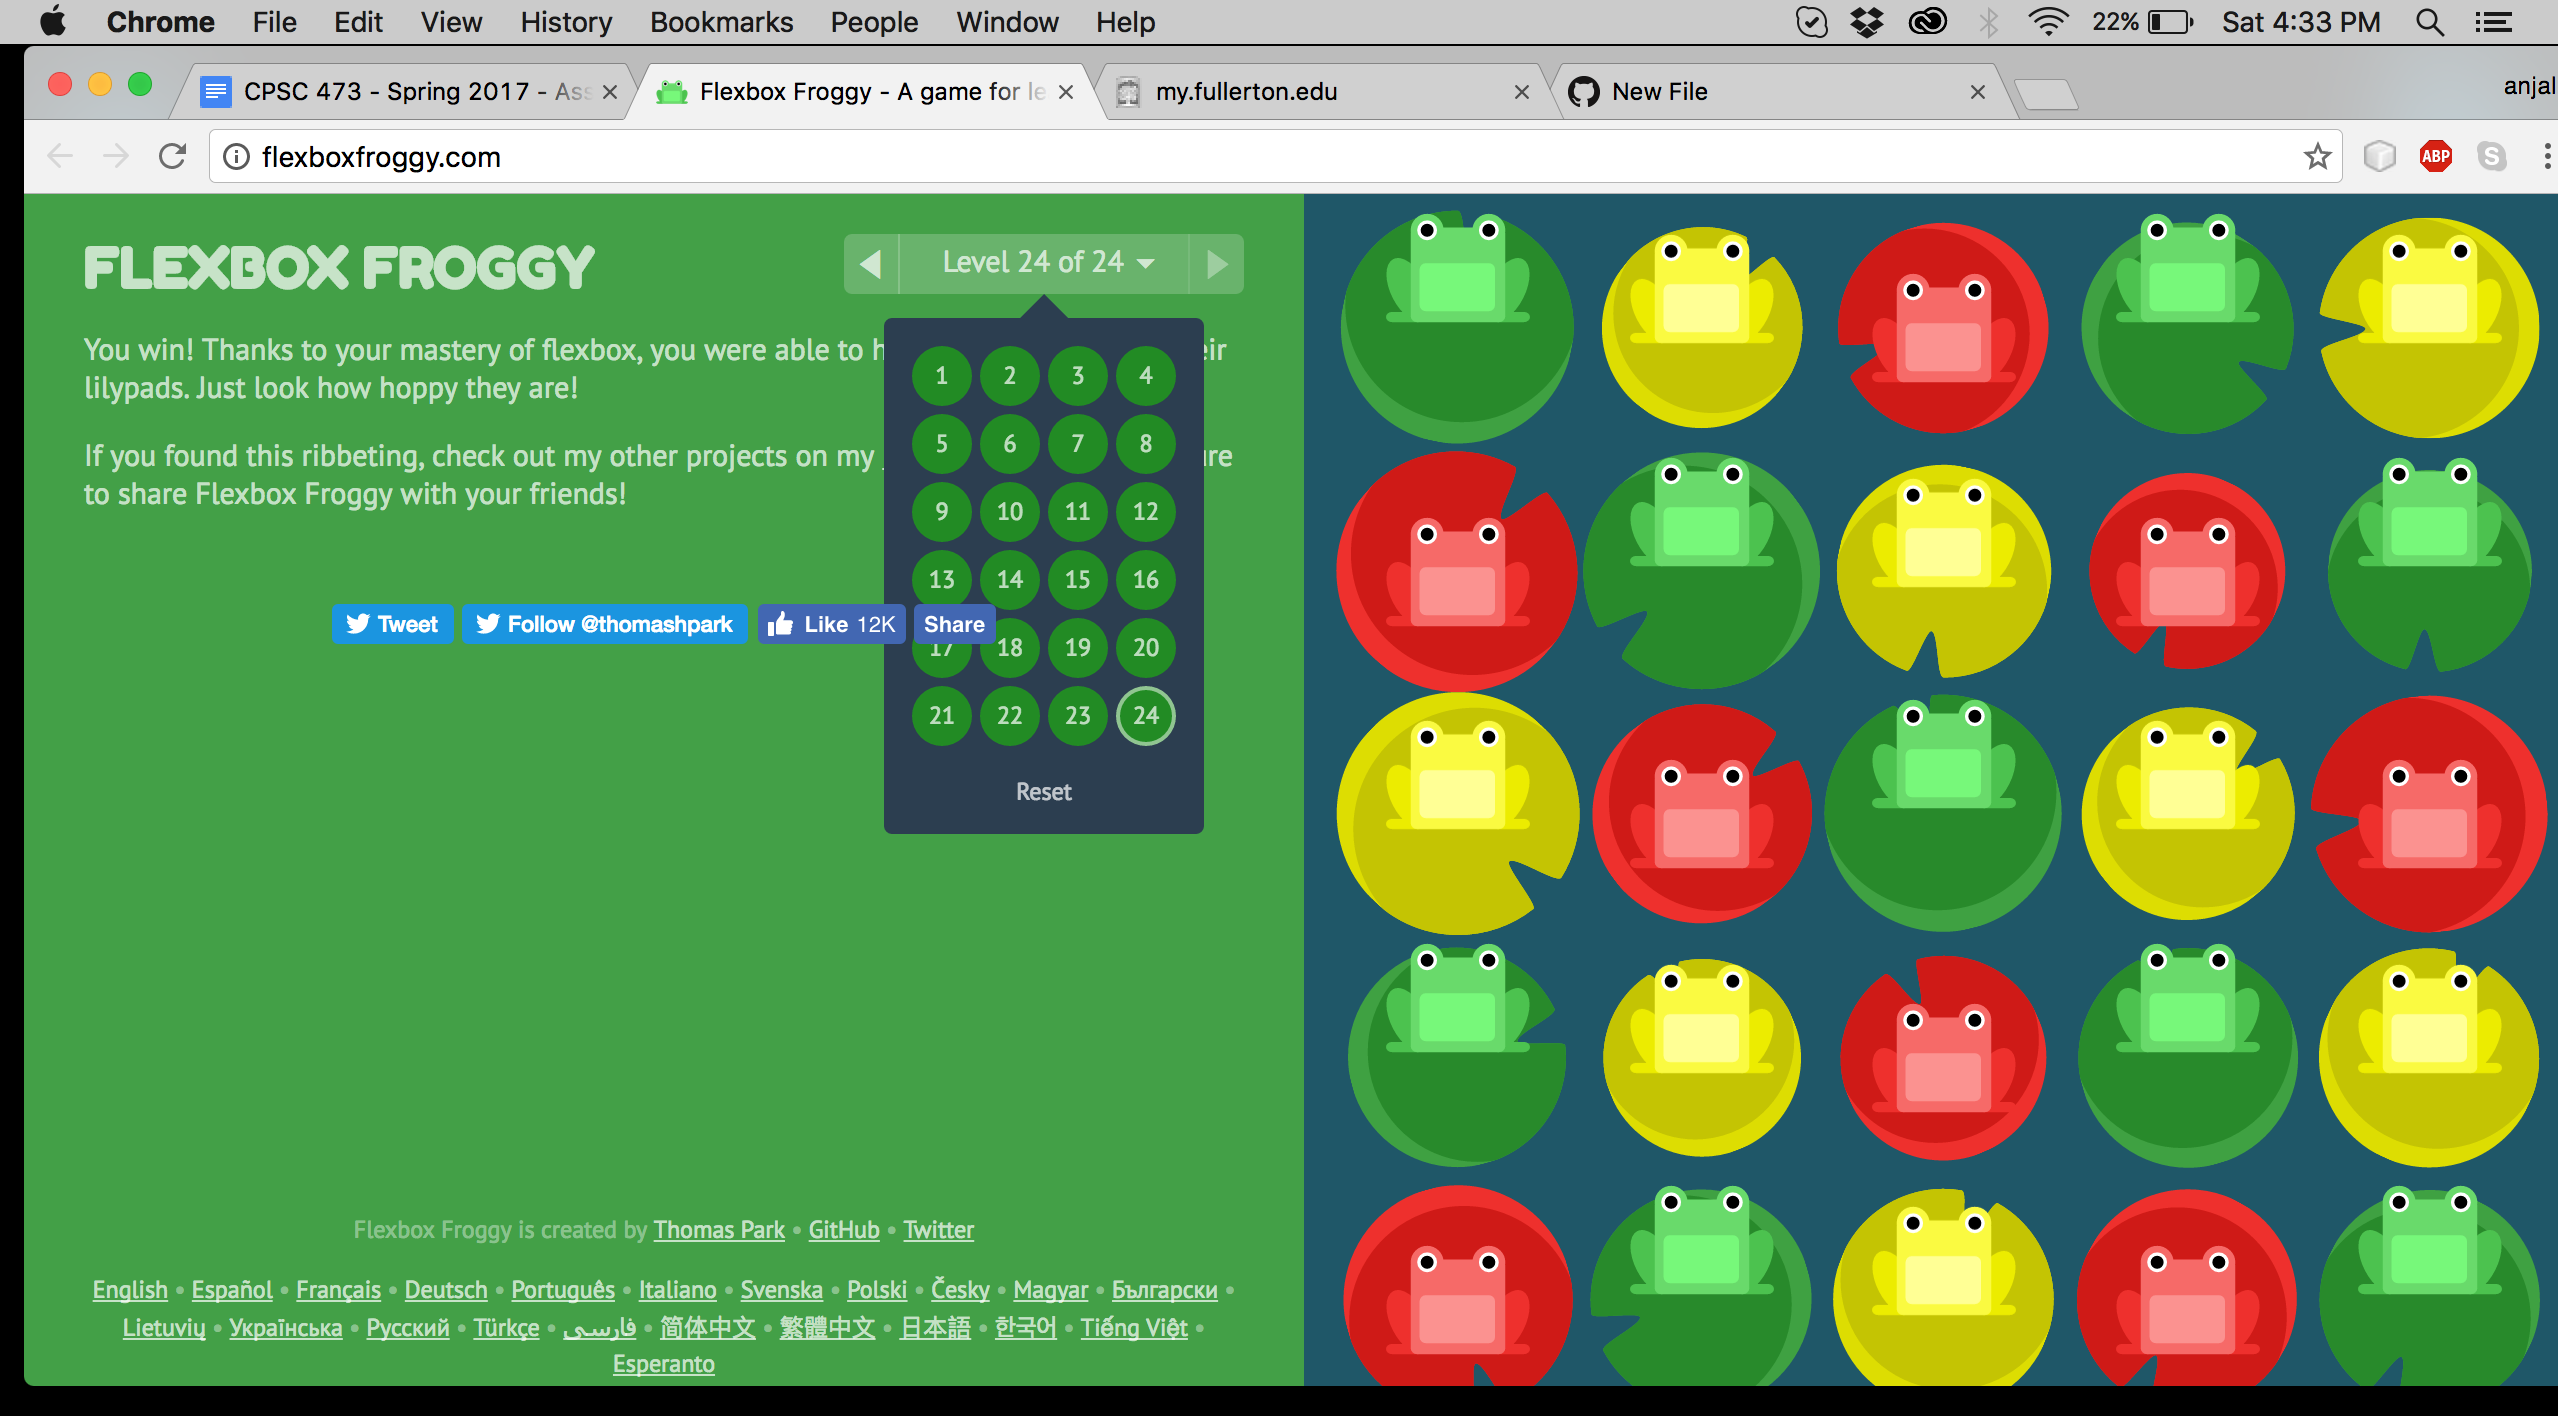 Chrome File Edit View History Bookmarks People Window Help 22% Sat 4:33 PM
CPSC 473 - Spring 2017 - Ass Flexbox Froggy - A game for le my.fullerton.edu New File anjal
flexboxfroggy.com ABP S
FLEXBOX FROGGY
Level 24 of 24
You win! Thanks to your mastery of flexbox, you were able to h eir
lilypads. Just look how hoppy they are!
If you found this ribbeting, check out my other projects on my ure
to share Flexbox Froggy with your friends!
1 2 3 4
5 6 7 8
9 10 11 12
13 14 15 16
Tweet Follow @thomashpark Like 12K Share
17 18 19 20
21 22 23 24
Reset
Flexbox Froggy is created by Thomas Park • GitHub • Twitter
English • Español • Français • Deutsch • Português • Italiano • Svenska • Polski • Česky • Magyar • Български •
Lietuvių • Українська • Русский • Türkçe • فارسی • 简体中文 • 繁體中文 • 日本語 • 한국어 • Tiếng Việt •
Esperanto